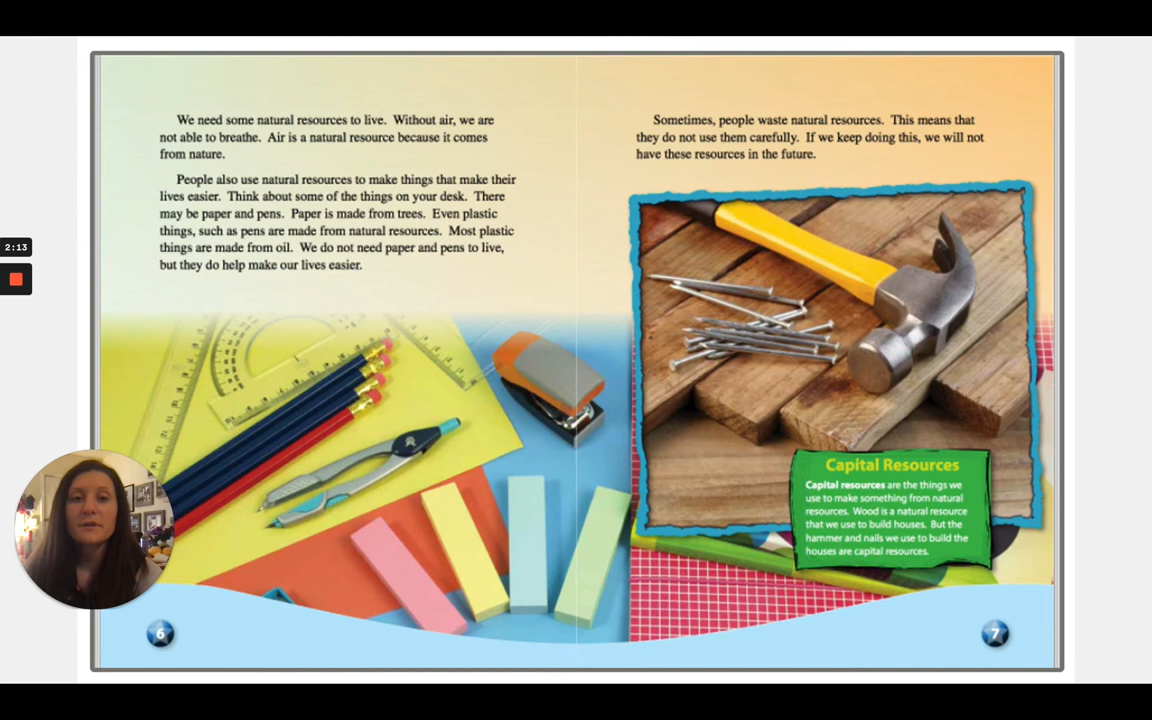 We need some natural resources to live. Without air, we are
not able to breathe. Air is a natural resource because it comes
from nature.
People also use natural resources to make things that make their
lives easier. Think about some of the things on your desk. There
may be paper and pens. Paper is made from trees. Even plastic
things, such as pens are made from natural resources. Most plastic
things are made from oil. We do not need paper and pens to live,
but they do help make our lives easier.
6
Sometimes, people waste natural resources. This means that
they do not use them carefully. If we keep doing this, we will not
have these resources in the future.
Capital Resources
Capital resources are the things we
use to make something from natural
resources. Wood is a natural resource
that we use to build houses. But the
hammer and nails we use to build the
houses are capital resources.
7
2:13